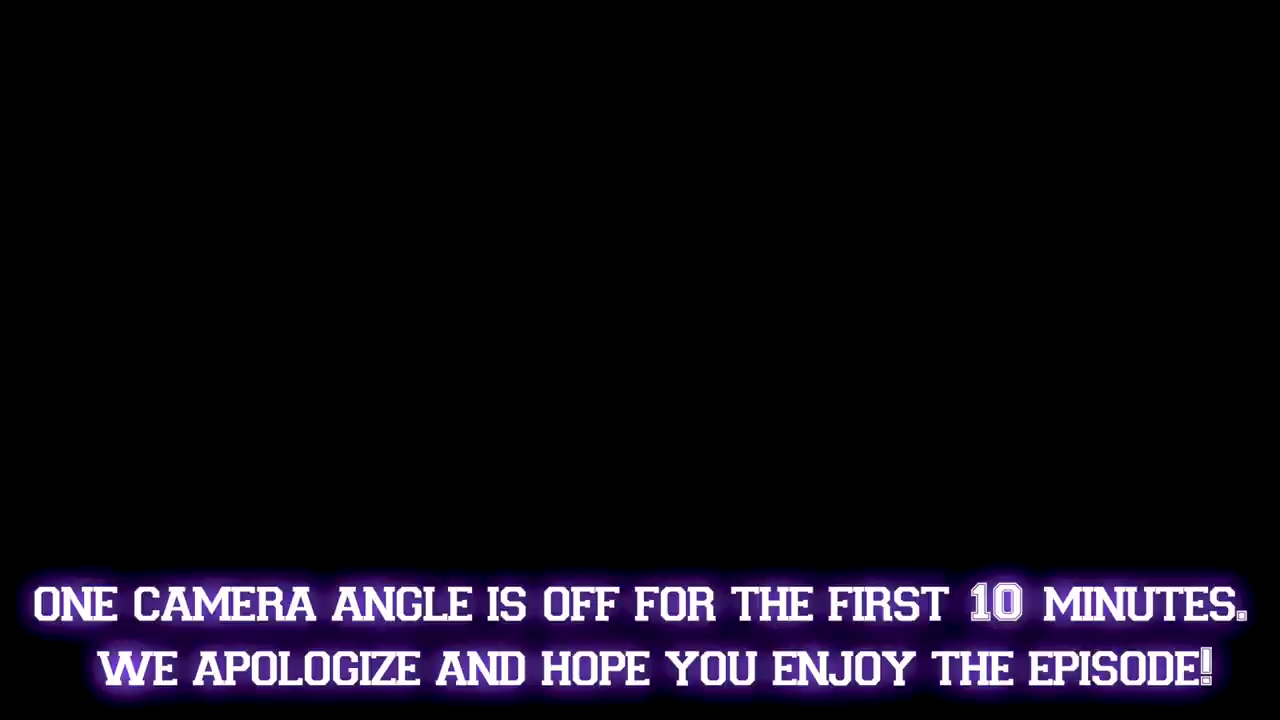 ONE CAMERA ANGLE IS OFF FOR THE FIRST 10 MINUTES.
WE APOLOGIZE AND HOPE YOU ENJOY THE EPISODE!